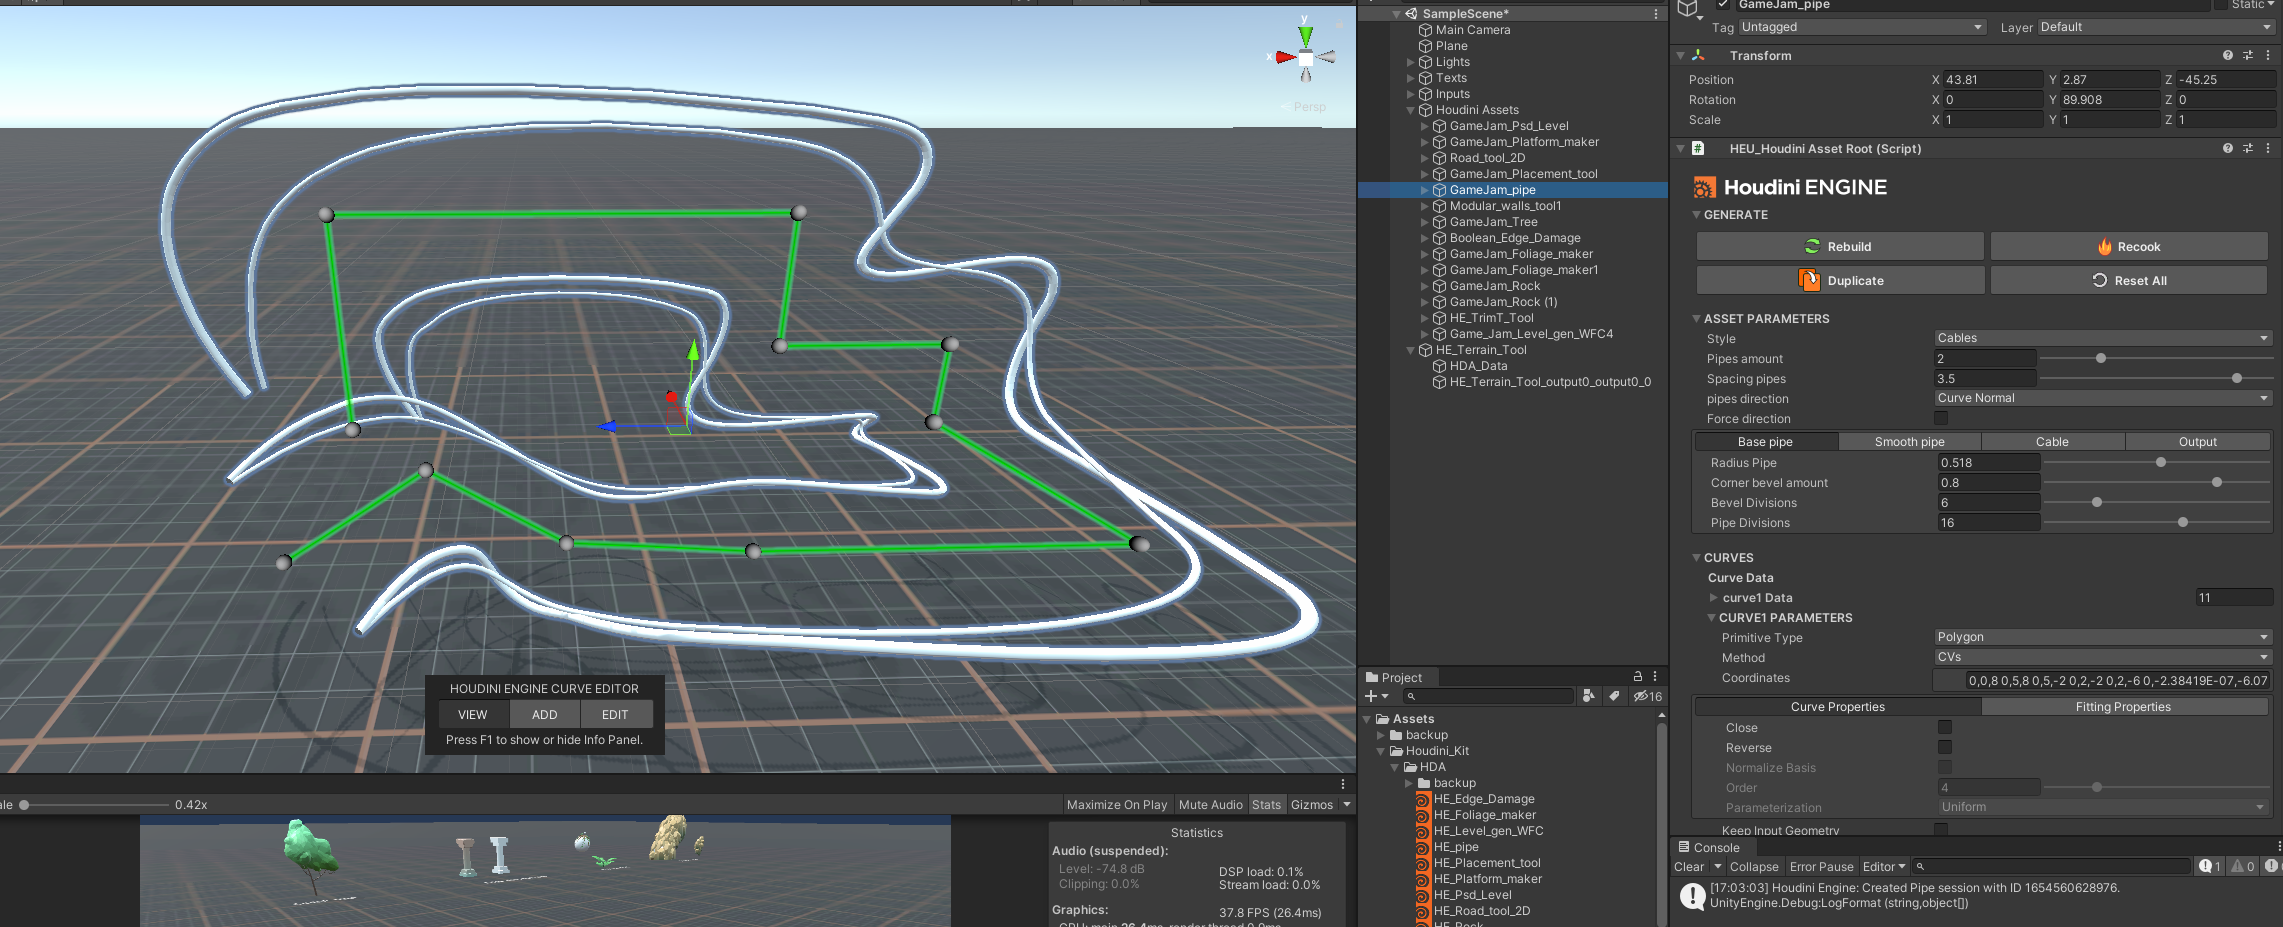 y
x
Persp
HOUDINI ENGINE CURVE EDITOR
VIEW ADD EDIT
Press F1 to show or hide Info Panel.
0.42x Maximize On Play Mute Audio Stats Gizmos
Statistics
Audio (suspended):
Level: -74.8 dB DSP load: 0.1%
Clipping: 0.0% Stream load: 0.0%
Graphics: 37.8 FPS (26.4ms)
SampleScene*
Main Camera
Plane
Lights
Texts
Inputs
Houdini Assets
GameJam_Psd_Level
GameJam_Platform_maker
Road_tool_2D
GameJam_Placement_tool
GameJam_pipe
Modular_walls_tool1
GameJam_Tree
Boolean_Edge_Damage
GameJam_Foliage_maker
GameJam_Foliage_maker1
GameJam_Rock
GameJam_Rock (1)
HE_TrimT_Tool
Game_Jam_Level_gen_WFC4
HE_Terrain_Tool
HDA_Data
HE_Terrain_Tool_output0_output0_0
Project
16
Assets
backup
Houdini_Kit
HDA
backup
HE_Edge_Damage
HE_Foliage_maker
HE_Level_gen_WFC
HE_pipe
HE_Placement_tool
HE_Platform_maker
HE_Psd_Level
HE_Road_tool_2D
HE_Rock
GameJam_pipe Static
Tag Untagged Layer Default
Transform
Position X 43.81 Y 2.87 Z -45.25
Rotation X 0 Y 89.908 Z 0
Scale X 1 Y 1 Z 1
# HEU_Houdini Asset Root (Script)
Houdini ENGINE
GENERATE
Rebuild Recook
Duplicate Reset All
ASSET PARAMETERS
Style Cables
Pipes amount 2
Spacing pipes 3.5
pipes direction Curve Normal
Force direction
Base pipe Smooth pipe Cable Output
Radius Pipe 0.518
Corner bevel amount 0.8
Bevel Divisions 6
Pipe Divisions 16
CURVES
Curve Data
curve1 Data 11
CURVE1 PARAMETERS
Primitive Type Polygon
Method CVs
Coordinates 0,0,8 0,5,8 0,5,-2 0,2,-2 0,2,-6 0,-2.38419E-07,-6.07
Curve Properties Fitting Properties
Close
Reverse
Normalize Basis
Order 4
Parameterization Uniform
Keep Input Geometry
Console
Clear Collapse Error Pause Editor 1 0
[17:03:03] Houdini Engine: Created Pipe session with ID 1654560628976.
UnityEngine.Debug:LogFormat (string,object[])